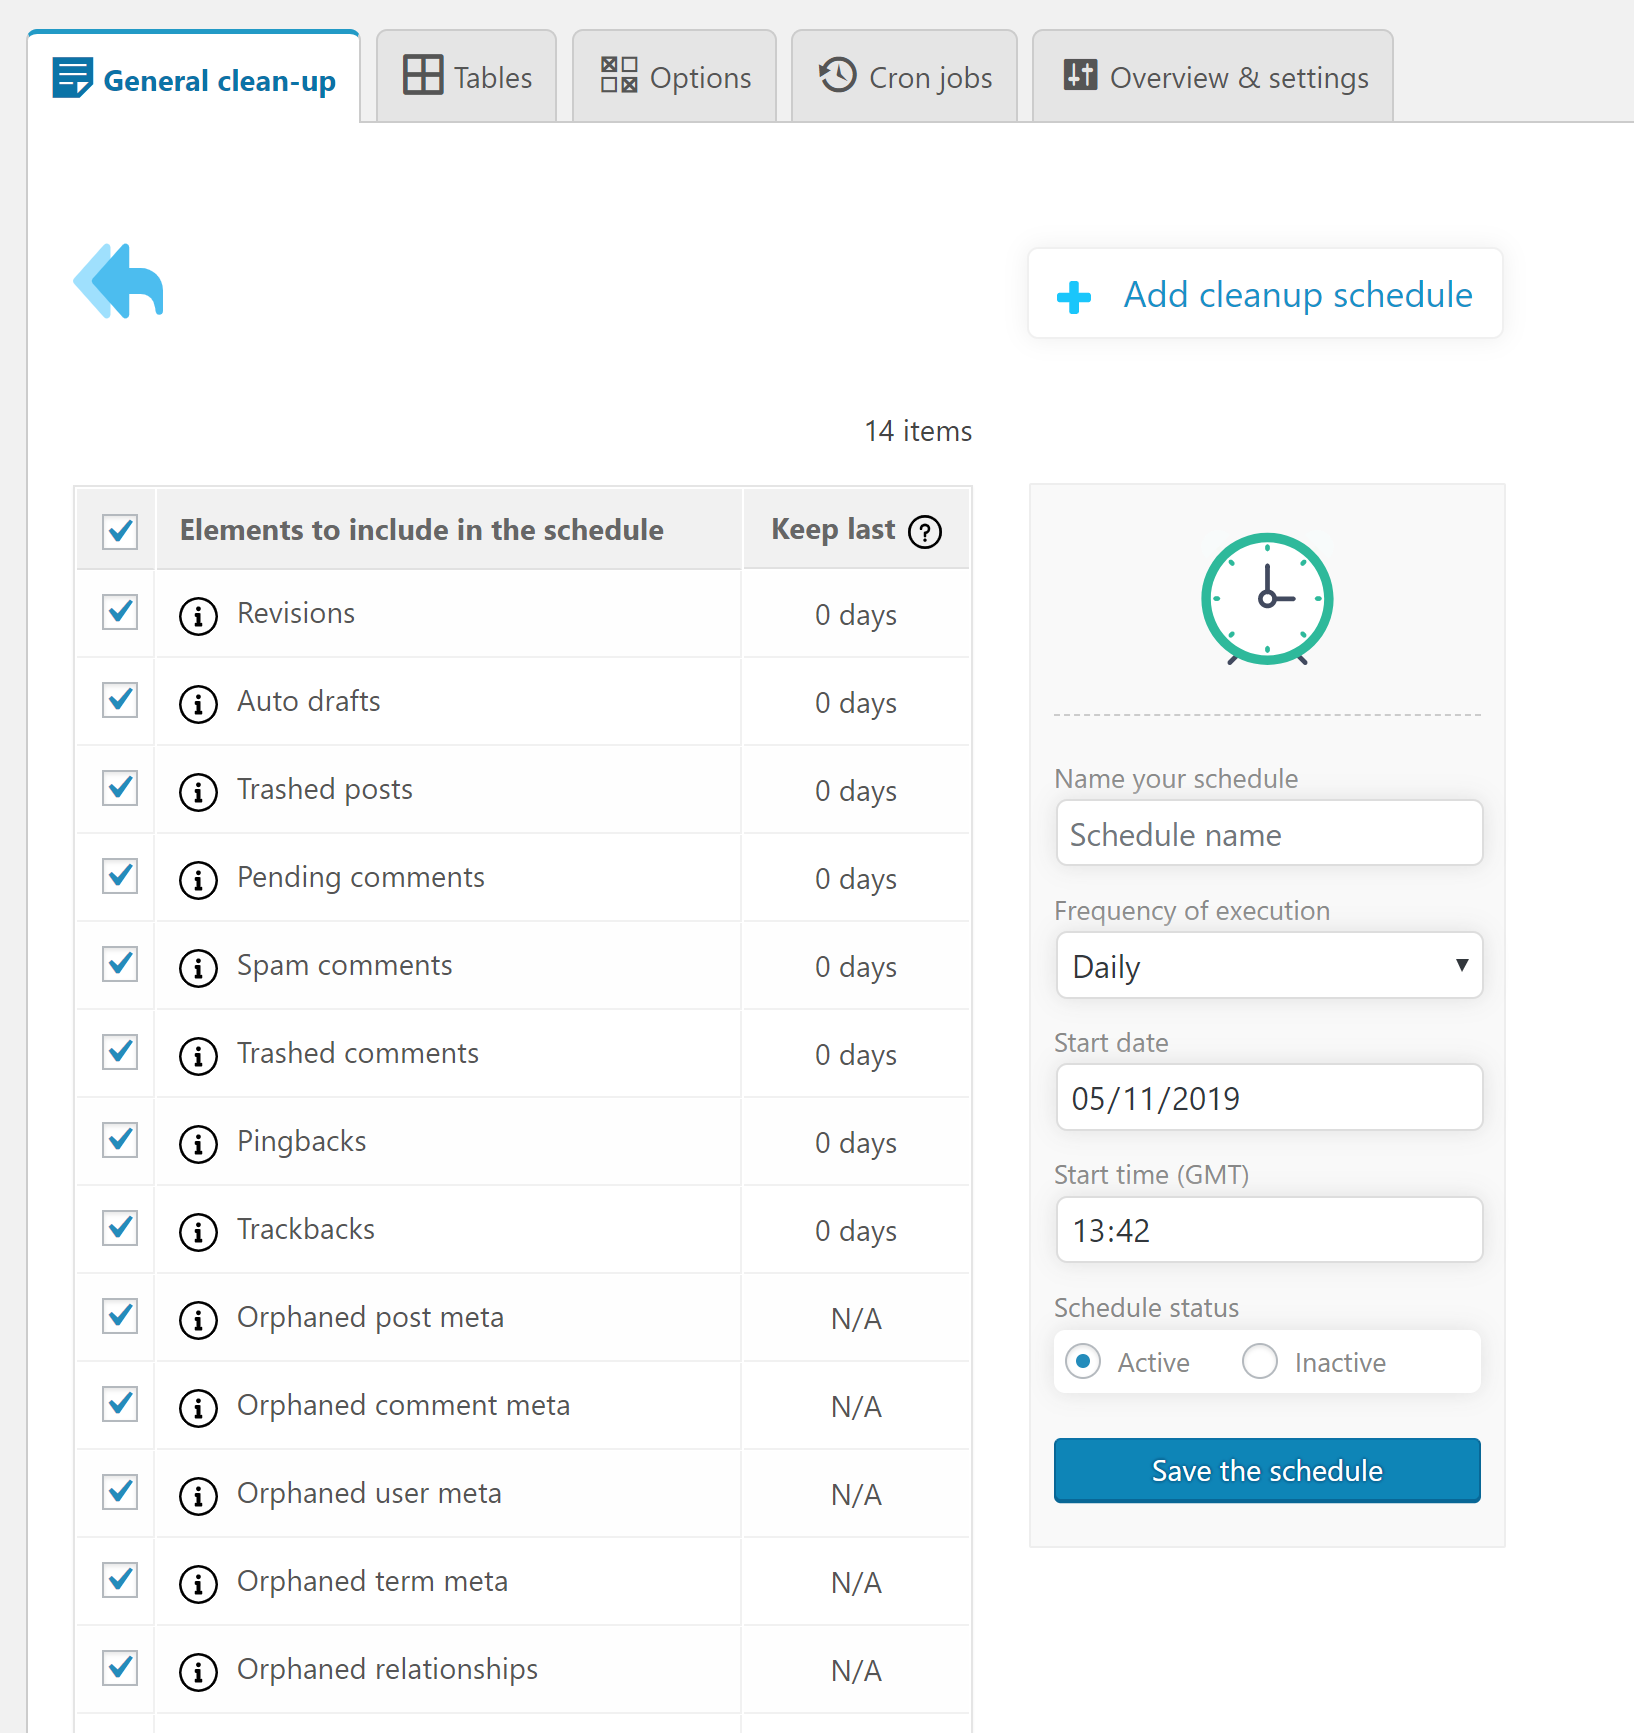 General clean-up
Tables
Options
Cron jobs
Overview & settings
Add cleanup schedule
14 items
Elements to include in the schedule
Keep last ?
Revisions 0 days
Auto drafts 0 days
Trashed posts 0 days
Pending comments 0 days
Spam comments 0 days
Trashed comments 0 days
Pingbacks 0 days
Trackbacks 0 days
Orphaned post meta N/A
Orphaned comment meta N/A
Orphaned user meta N/A
Orphaned term meta N/A
Orphaned relationships N/A
Name your schedule
Schedule name
Frequency of execution
Daily
Start date
05/11/2019
Start time (GMT)
13:42
Schedule status
Active
Inactive
Save the schedule